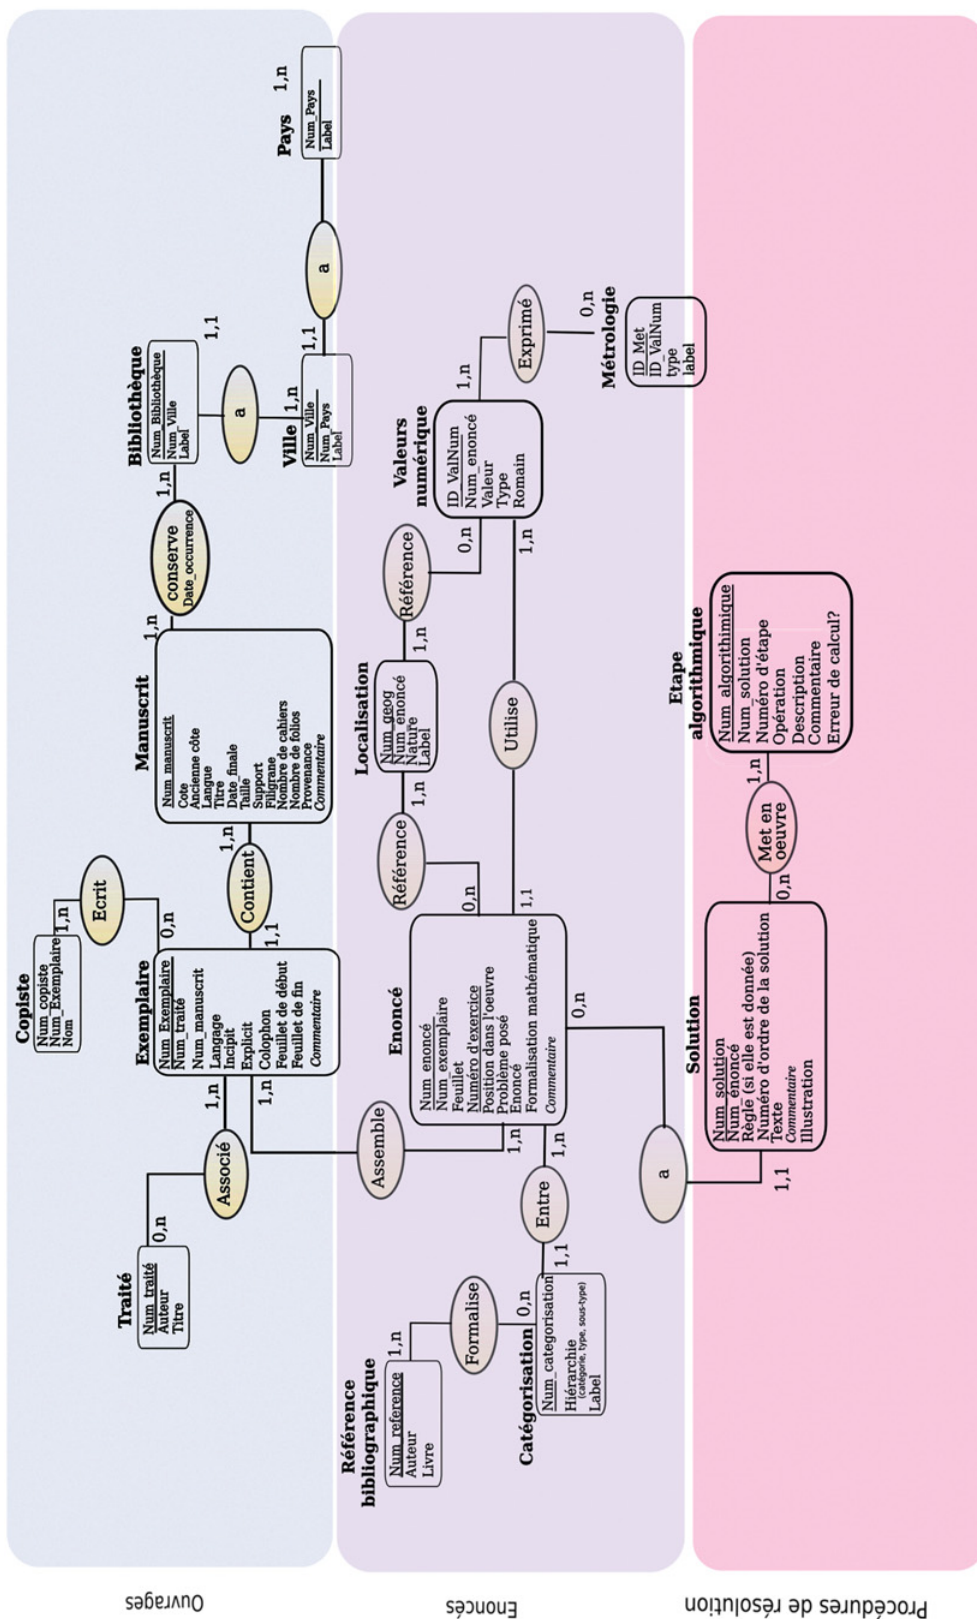 Ouvrages
Traité
Num_traité
Auteur
Titre
0,n
Associé
1,n
Copiste
Num_copiste
Num_Exemplaire
Nom
1,n
Ecrit
0,n
Exemplaire
Num_Exemplaire
Num_traité
Num_manuscrit
Langage
Incipit
Explicit
Colophon
Feuillet de début
Feuillet de fin
Commentaire
1,n
1,1
Contient
1,n
Manuscrit
Num_manuscrit
Cote
Ancienne côte
Langue
Titre
Date_finale
Taille
Support
Filigrane
Nombre de cahiers
Nombre de folios
Provenance
Commentaire
1,n
conserve
Date_occurrence
1,n
Bibliothèque
Num_Bibliothèque
Num_Ville
Label
1,1
a
1,n
Ville
Num_Ville
Num_Pays
Label
1,1
a
Pays
1,n
Num_Pays
Label
Enoncés
Référence
bibliographique
Num_reference
Auteur
Livre
1,n
Formalise
0,n
Catégorisation
Num_categorisation
Hiérarchie
(catégorie, type, sous-type)
Label
1,1
Entre
1,n
Assemble
1,n
Enoncé
Num_enoncé
Num_exemplaire
Feuillet
Numéro d'exercice
Position dans l'oeuvre
Problème posé
Enoncé
Formalisation mathématique
Commentaire
0,n
1,1
0,n
Référence
1,n
Localisation
Num_geog
Num_enoncé
Nature
Label
1,n
Référence
0,n
Utilise
1,n
Valeurs
numérique
ID_ValNum
Num_enoncé
Valeur
Type
Romain
1,n
Exprimé
0,n
Métrologie
ID_Met
ID_ValNum
type
label
Procédures de résolution
a
1,1
Solution
Num_solution
Num_énoncé
Règle (si elle est donnée)
Numéro d'ordre de la solution
Texte
Commentaire
Illustration
0,n
Met en
oeuvre
1,n
Etape
algorithmique
Num_algorithimique
Num_solution
Numéro d'étape
Opération
Description
Commentaire
Erreur de calcul?